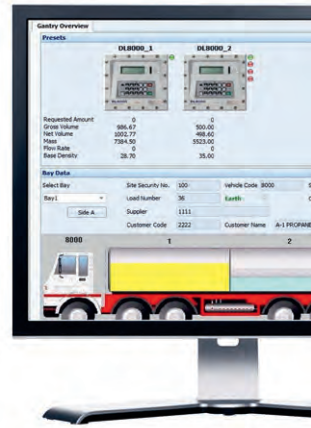 Gantry Overview
Presets
DL8000_1 DL8000_2
Requested Amount 0 0
Gross Volume 986.67 500.00
Net Volume 1002.77 498.60
Mass 7384.50 5523.00
Flow Rate 0 0
Base Density 28.70 35.00
Bay Data
Select Bay Site Security No. 100 Vehicle Code 8000
Bay1 Load Number 36 Earth
Side A Supplier 1111
Customer Code 2222 Customer Name A-1 PROPANE
8000 1 2